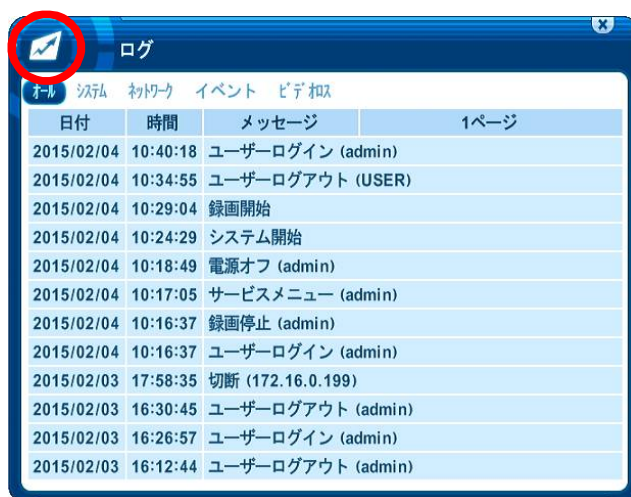 ログ
オール システム ネットワーク イベント ビデオロス
日付 時間 メッセージ 1ページ
2015/02/04 10:40:18 ユーザーログイン (admin)
2015/02/04 10:34:55 ユーザーログアウト (USER)
2015/02/04 10:29:04 録画開始
2015/02/04 10:24:29 システム開始
2015/02/04 10:18:49 電源オフ (admin)
2015/02/04 10:17:05 サービスメニュー (admin)
2015/02/04 10:16:37 録画停止 (admin)
2015/02/04 10:16:37 ユーザーログイン (admin)
2015/02/03 17:58:35 切断 (172.16.0.199)
2015/02/03 16:30:45 ユーザーログアウト (admin)
2015/02/03 16:26:57 ユーザーログイン (admin)
2015/02/03 16:12:44 ユーザーログアウト (admin)